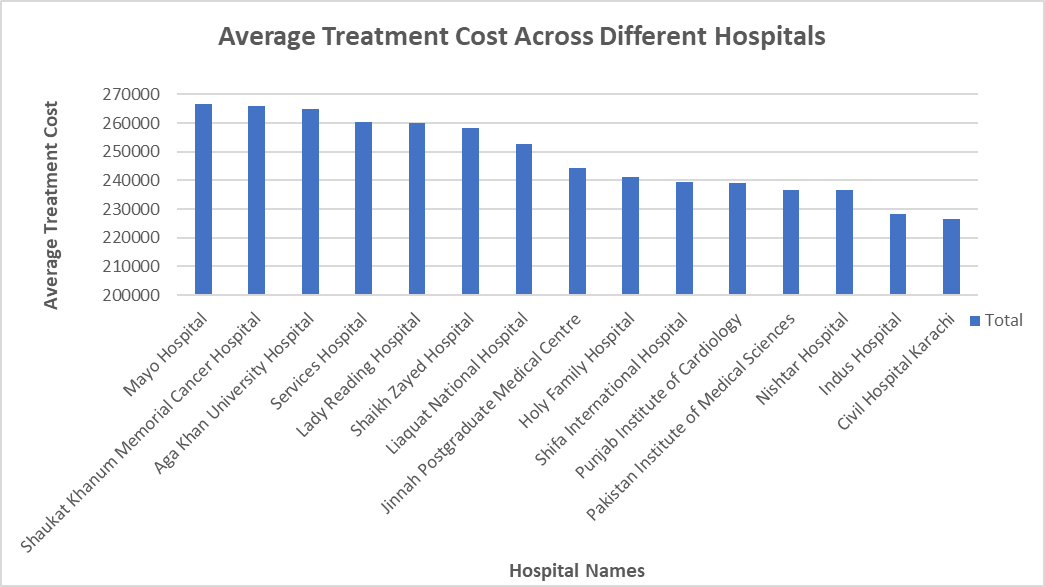 Average Treatment Cost Across Different Hospitals
Average Treatment Cost
270000
260000
250000
240000
230000
220000
210000
200000
Mayo Hospital
Shaukat Khanum Memorial Cancer Hospital
Aga Khan University Hospital
Services Hospital
Lady Reading Hospital
Shaikh Zayed Hospital
Liaquat National Hospital
Jinnah Postgraduate Medical Centre
Holy Family Hospital
Shifa International Hospital
Punjab Institute of Cardiology
Pakistan Institute of Medical Sciences
Nishtar Hospital
Indus Hospital
Civil Hospital Karachi
Total
Hospital Names